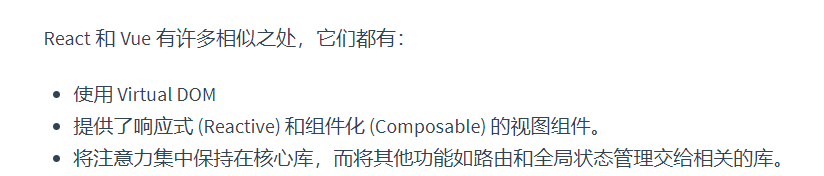 React 和 Vue 有许多相似之处，它们都有：
使用 Virtual DOM
提供了响应式 (Reactive) 和组件化 (Composable) 的视图组件。
将注意力集中保持在核心库，而将其他功能如路由和全局状态管理交给相关的库。